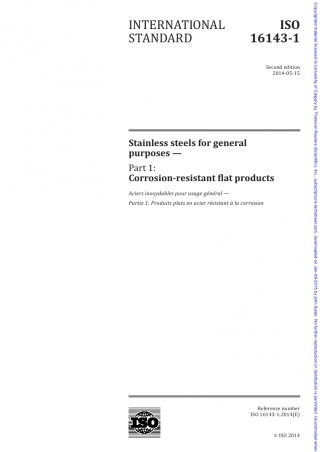 INTERNATIONAL
STANDARD
ISO
16143-1
Second edition
2014-05-15
Stainless steels for general
purposes —
Part 1:
Corrosion-resistant flat products
Aciers inoxydables pour usage général —
Partie 1: Produits plats en acier résistant à la corrosion
ISO
Reference number
ISO 16143-1:2014(E)
© ISO 2014
Copyrighted material licensed to University of Calgary by Thomson Reuters (Scientific), Inc., subscriptions.techstreet.com, downloaded on Jan-09-2015 by
No further reproduction or distribution is permitted. Uncontrolled when